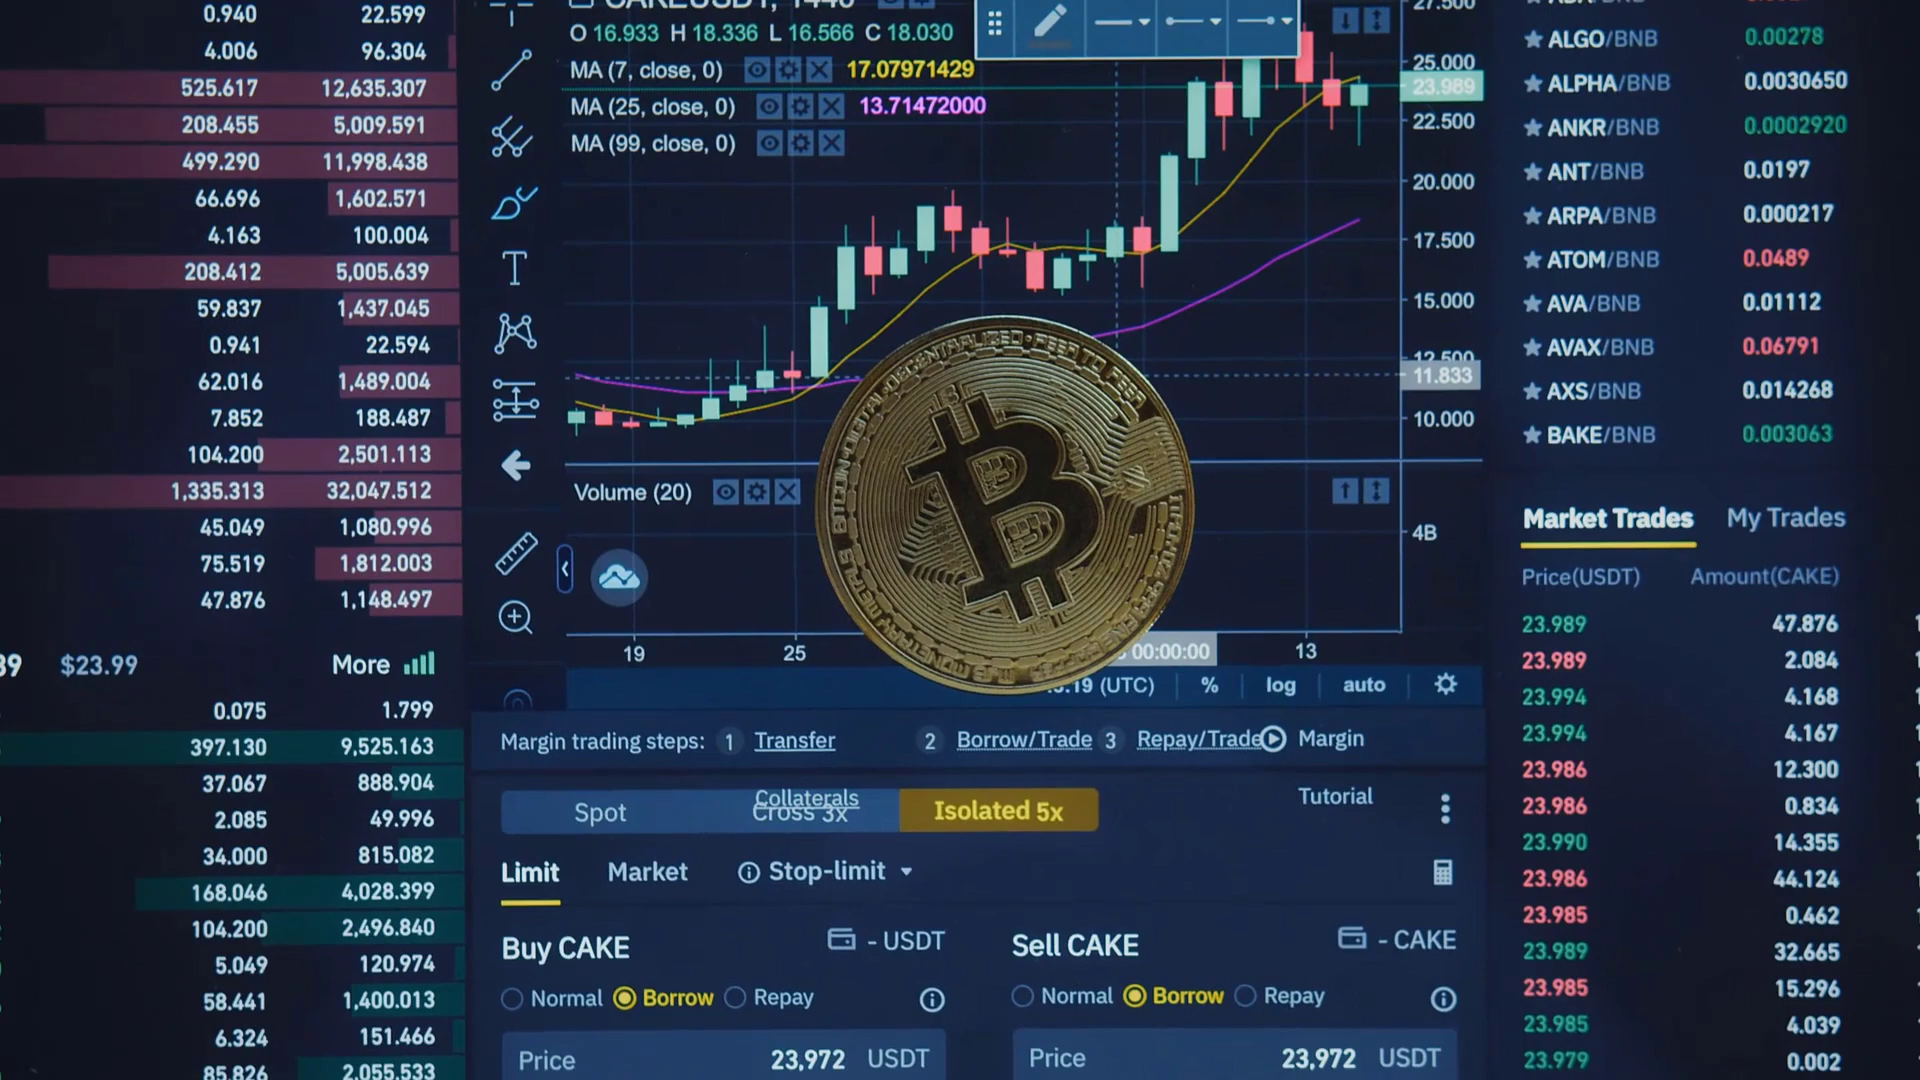 0.940 22.599
4.006 96.304
525.617 12,635.307
208.455 5,009.591
499.290 11,998.438
66.696 1,602.571
4.163 100.004
208.412 5,005.639
59.837 1,437.045
0.941 22.594
62.016 1,489.004
7.852 188.487
104.200 2,501.113
1,335.313 32,047.512
45.049 1,080.996
75.519 1,812.003
47.876 1,148.497
$23.99 More
0.075 1.799
397.130 9,525.163
37.067 888.904
2.085 49.996
34.000 815.082
168.046 4,028.399
104.200 2,496.840
5.049 120.974
58.441 1,400.013
6.324 151.466
85.826 2,055.533
CAKEUSDT, 1440
O 16.933 H 18.336 L 16.566 C 18.030
MA (7, close, 0) 17.07971429
MA (25, close, 0) 13.71472000
MA (99, close, 0)
27.500
25.000
23.989
22.500
20.000
17.500
15.000
12.500
11.833
10.000
Volume (20)
4B
BITCOIN•DIGITAL•DECENTRALIZED•PEER TO PEER
19 25 00:00:00 13
(UTC) % log auto
Margin trading steps: 1 Transfer 2 Borrow/Trade 3 Repay/Trade Margin
Collaterals Tutorial
Spot Cross 3x Isolated 5x
Limit Market Stop-limit
Buy CAKE - USDT
Normal Borrow Repay
Price 23,972 USDT
Sell CAKE - CAKE
Normal Borrow Repay
Price 23,972 USDT
ALGO/BNB 0.00278
ALPHA/BNB 0.0030650
ANKR/BNB 0.0002920
ANT/BNB 0.0197
ARPA/BNB 0.000217
ATOM/BNB 0.0489
AVA/BNB 0.01112
AVAX/BNB 0.06791
AXS/BNB 0.014268
BAKE/BNB 0.003063
Market Trades My Trades
Price(USDT) Amount(CAKE)
23.989 47.876
23.989 2.084
23.994 4.168
23.994 4.167
23.986 12.300
23.986 0.834
23.990 14.355
23.986 44.124
23.985 0.462
23.989 32.665
23.985 15.296
23.985 4.039
23.979 0.002